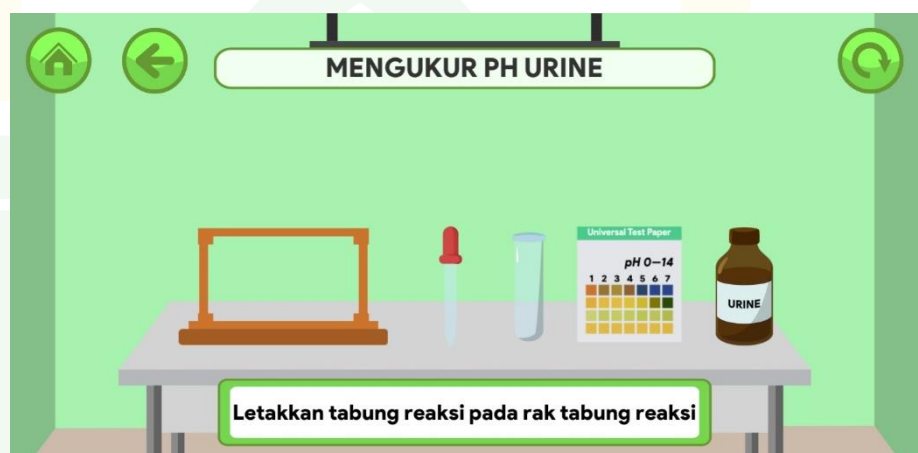 MENGUKUR PH URINE
Universal Test Paper
pH 0–14
1 2 3 4 5 6 7
URINE
Letakkan tabung reaksi pada rak tabung reaksi